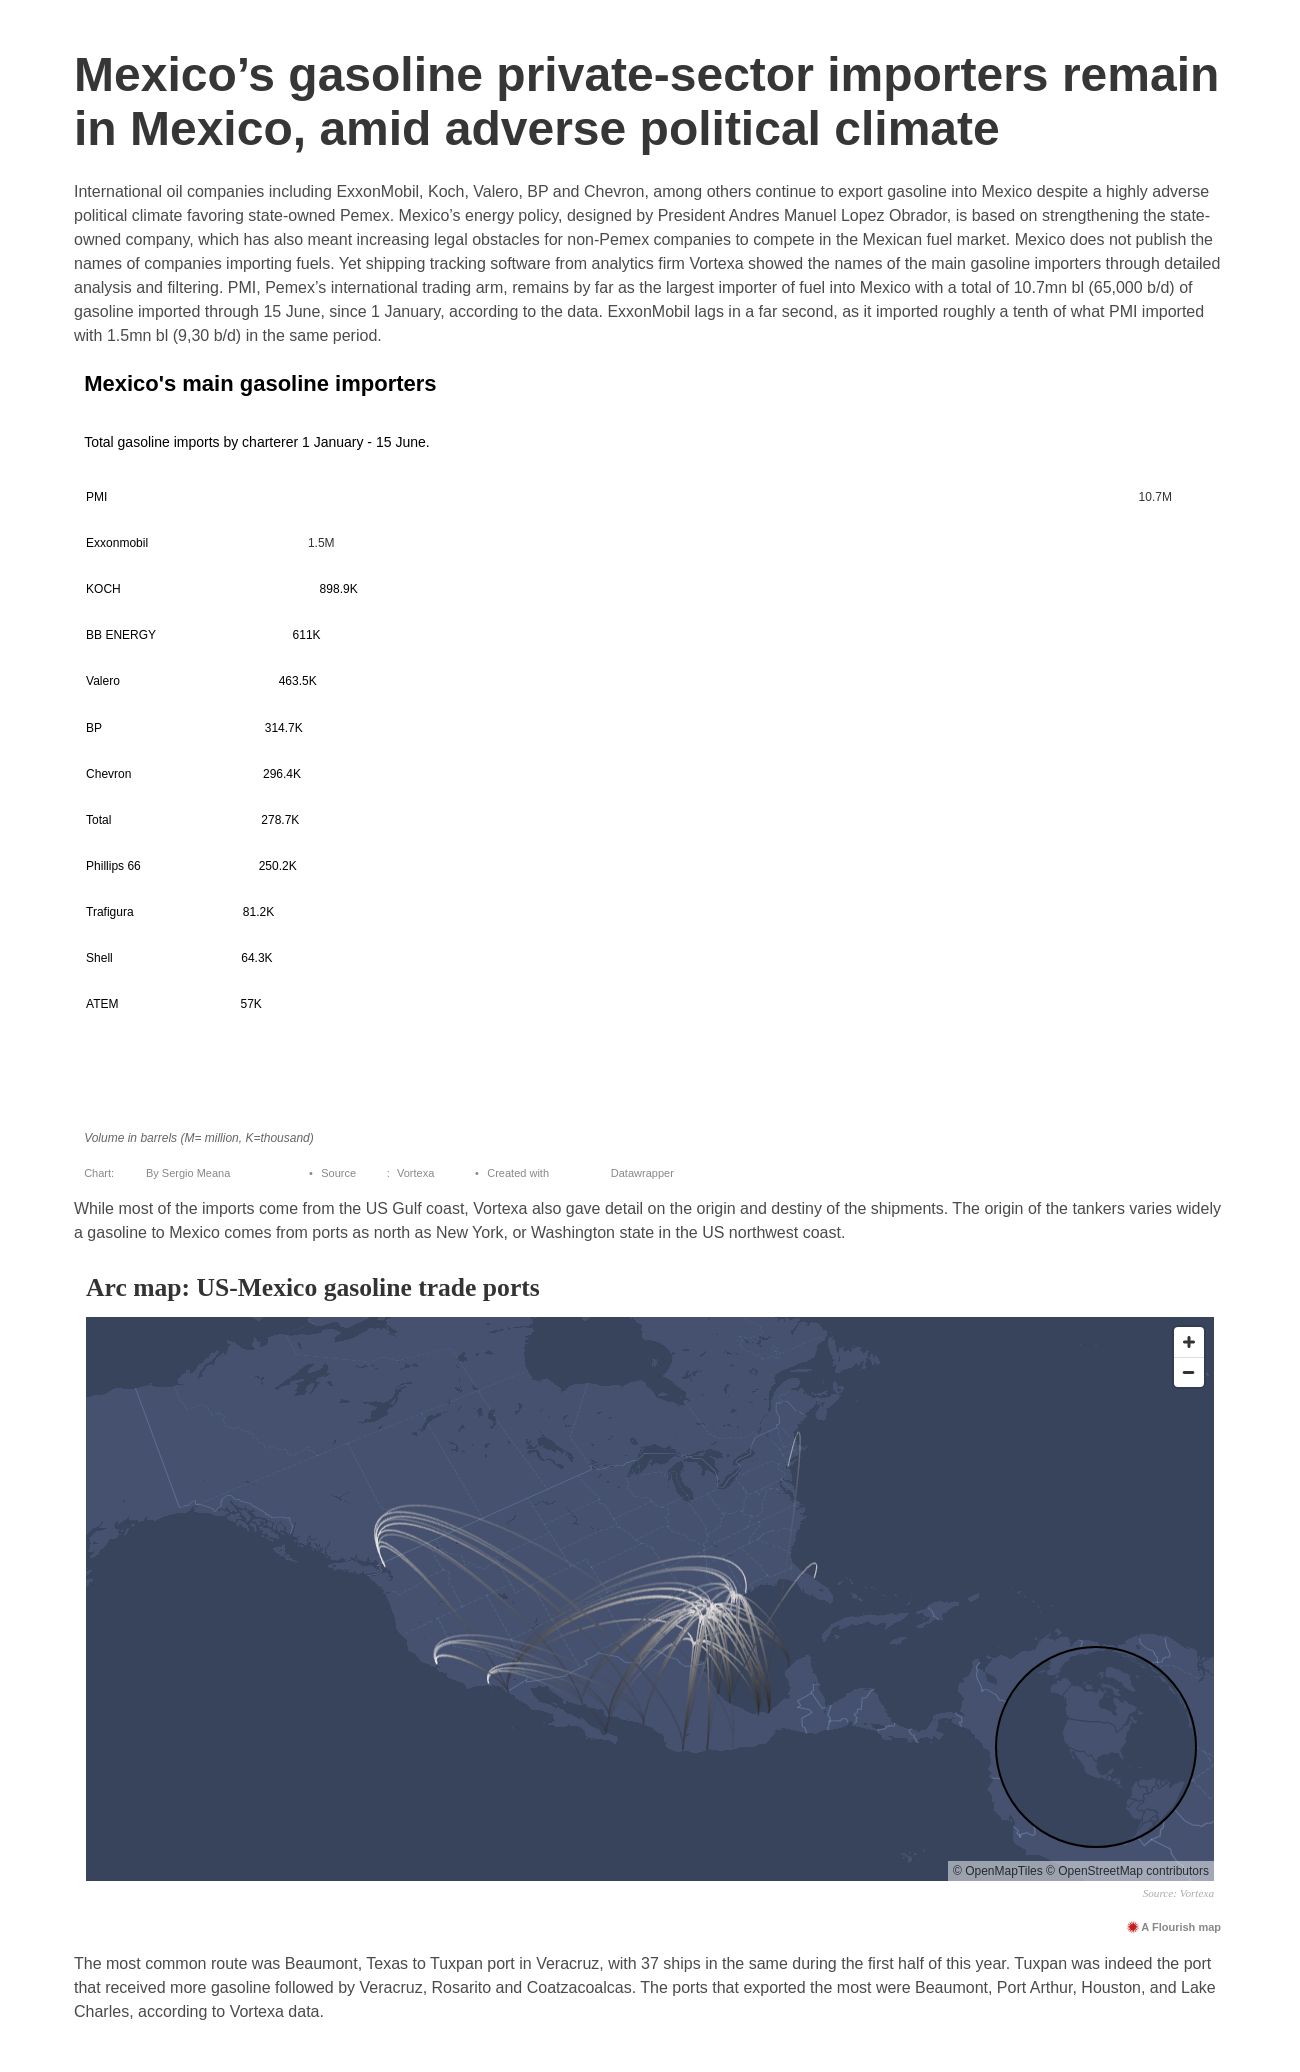 Mexico’s gasoline private-sector importers remain
in Mexico, amid adverse political climate
International oil companies including ExxonMobil, Koch, Valero, BP and Chevron, among others continue to export gasoline into Mexico despite a highly adverse
political climate favoring state-owned Pemex. Mexico’s energy policy, designed by President Andres Manuel Lopez Obrador, is based on strengthening the state-
owned company, which has also meant increasing legal obstacles for non-Pemex companies to compete in the Mexican fuel market. Mexico does not publish the
names of companies importing fuels. Yet shipping tracking software from analytics firm Vortexa showed the names of the main gasoline importers through detailed
analysis and filtering. PMI, Pemex’s international trading arm, remains by far as the largest importer of fuel into Mexico with a total of 10.7mn bl (65,000 b/d) of
gasoline imported through 15 June, since 1 January, according to the data. ExxonMobil lags in a far second, as it imported roughly a tenth of what PMI imported
with 1.5mn bl (9,30 b/d) in the same period.
Mexico's main gasoline importers
Total gasoline imports by charterer 1 January - 15 June.
PMI 10.7M
Exxonmobil 1.5M
KOCH 898.9K
BB ENERGY 611K
Valero 463.5K
BP 314.7K
Chevron 296.4K
Total 278.7K
Phillips 66 250.2K
Trafigura 81.2K
Shell 64.3K
ATEM 57K
Volume in barrels (M= million, K=thousand)
Chart: By Sergio Meana • Source : Vortexa • Created with Datawrapper
While most of the imports come from the US Gulf coast, Vortexa also gave detail on the origin and destiny of the shipments. The origin of the tankers varies widely
a gasoline to Mexico comes from ports as north as New York, or Washington state in the US northwest coast.
Arc map: US-Mexico gasoline trade ports
© OpenMapTiles © OpenStreetMap contributors
Source: Vortexa
A Flourish map
The most common route was Beaumont, Texas to Tuxpan port in Veracruz, with 37 ships in the same during the first half of this year. Tuxpan was indeed the port
that received more gasoline followed by Veracruz, Rosarito and Coatzacoalcas. The ports that exported the most were Beaumont, Port Arthur, Houston, and Lake
Charles, according to Vortexa data.